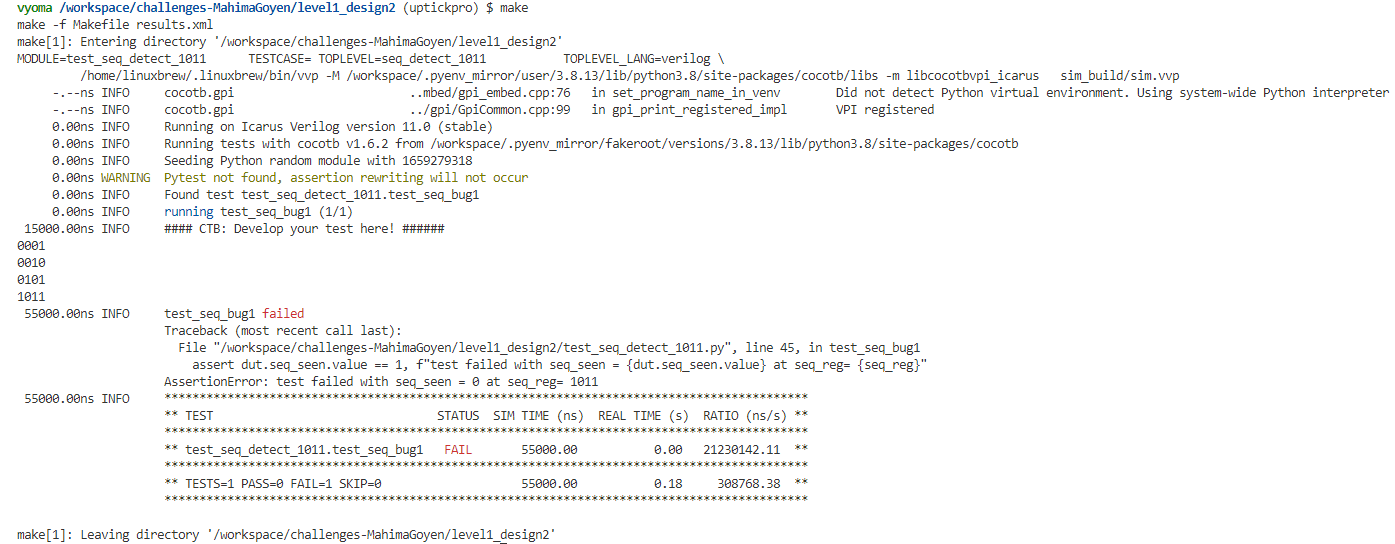 vyoma /workspace/challenges-MahimaGoyen/level1_design2 (uptickpro) $ make
make -f Makefile results.xml
make[1]: Entering directory '/workspace/challenges-MahimaGoyen/level1_design2'
MODULE=test_seq_detect_1011 TESTCASE= TOPLEVEL=seq_detect_1011 TOPLEVEL_LANG=verilog \
/home/linuxbrew/.linuxbrew/bin/vvp -M /workspace/.pyenv_mirror/user/3.8.13/lib/python3.8/site-packages/cocotb/libs -m libcocotbvpi_icarus sim_build/sim.vvp
-.--ns INFO cocotb.gpi ..mbed/gpi_embed.cpp:76 in set_program_name_in_venv Did not detect Python virtual environment. Using system-wide Python interpreter
-.--ns INFO cocotb.gpi ../gpi/GpiCommon.cpp:99 in gpi_print_registered_impl VPI registered
0.00ns INFO Running on Icarus Verilog version 11.0 (stable)
0.00ns INFO Running tests with cocotb v1.6.2 from /workspace/.pyenv_mirror/fakeroot/versions/3.8.13/lib/python3.8/site-packages/cocotb
0.00ns INFO Seeding Python random module with 1659279318
0.00ns WARNING Pytest not found, assertion rewriting will not occur
0.00ns INFO Found test test_seq_detect_1011.test_seq_bug1
0.00ns INFO running test_seq_bug1 (1/1)
15000.00ns INFO #### CTB: Develop your test here! ######
0001
0010
0101
1011
55000.00ns INFO test_seq_bug1 failed
Traceback (most recent call last):
File "/workspace/challenges-MahimaGoyen/level1_design2/test_seq_detect_1011.py", line 45, in test_seq_bug1
assert dut.seq_seen.value == 1, f"test failed with seq_seen = {dut.seq_seen.value} at seq_reg= {seq_reg}"
AssertionError: test failed with seq_seen = 0 at seq_reg= 1011
55000.00ns INFO ********************************************************************************************
** TEST STATUS SIM TIME (ns) REAL TIME (s) RATIO (ns/s) **
********************************************************************************************
** test_seq_detect_1011.test_seq_bug1 FAIL 55000.00 0.00 21230142.11 **
********************************************************************************************
** TESTS=1 PASS=0 FAIL=1 SKIP=0 55000.00 0.18 308768.38 **
********************************************************************************************
make[1]: Leaving directory '/workspace/challenges-MahimaGoyen/level1_design2'